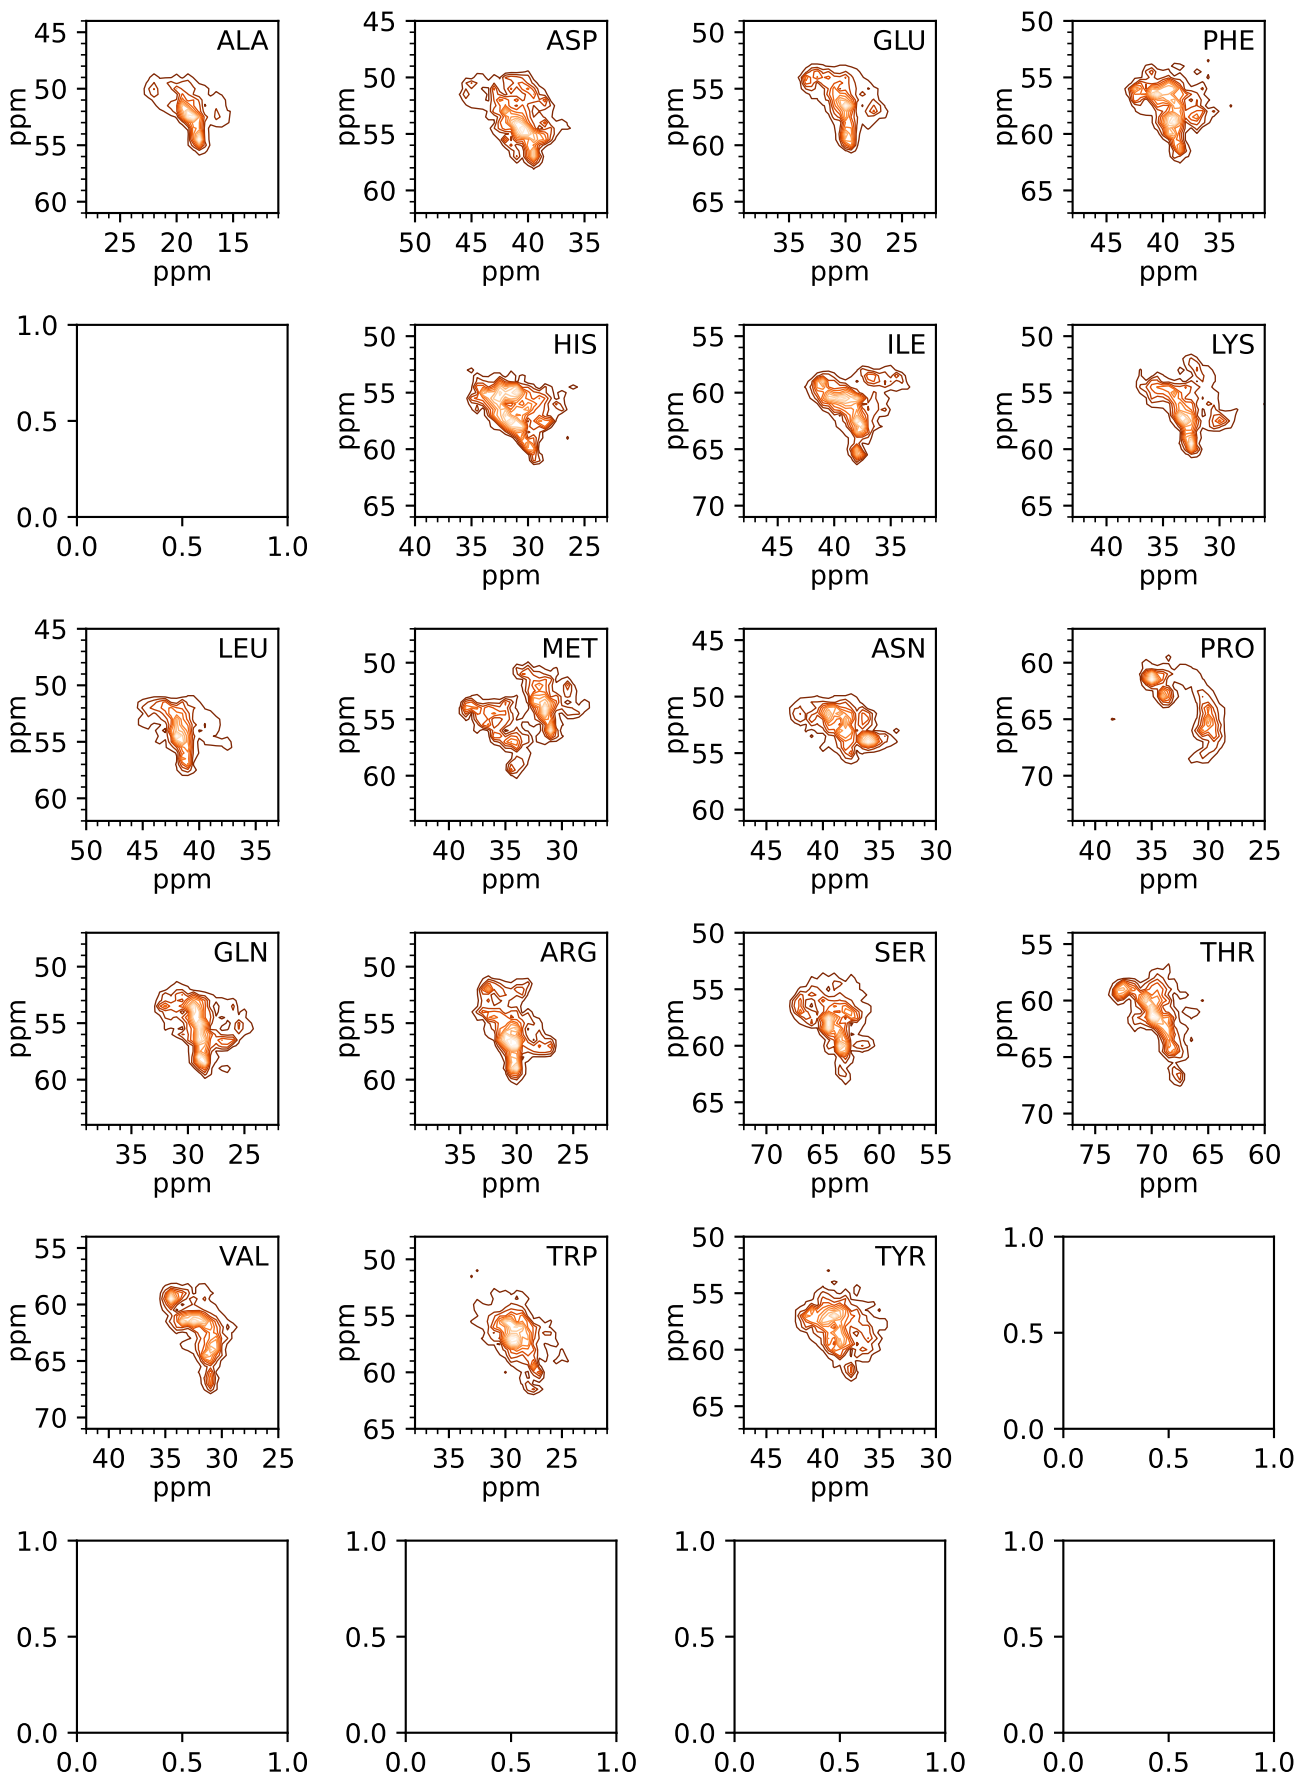 45 ALA
50
55
60
ppm
25 20 15
ppm
45 ASP
50
55
60
ppm
50 45 40 35
ppm
50 GLU
55
60
65
ppm
35 30 25
ppm
50 PHE
55
60
65
ppm
45 40 35
ppm
1.0
0.5
0.0
0.0 0.5 1.0
50 HIS
55
60
65
ppm
40 35 30 25
ppm
55 ILE
60
65
70
ppm
45 40 35
ppm
50 LYS
55
60
65
ppm
40 35 30
ppm
45 LEU
50
55
60
ppm
50 45 40 35
ppm
50 MET
55
60
ppm
40 35 30
ppm
45 ASN
50
55
60
ppm
45 40 35 30
ppm
60 PRO
65
70
ppm
40 35 30 25
ppm
50 GLN
55
60
ppm
35 30 25
ppm
50 ARG
55
60
ppm
35 30 25
ppm
50 SER
55
60
65
ppm
70 65 60 55
ppm
55 THR
60
65
70
ppm
75 70 65 60
ppm
55 VAL
60
65
70
ppm
40 35 30 25
ppm
50 TRP
55
60
65
ppm
35 30 25
ppm
50 TYR
55
60
65
ppm
45 40 35 30
ppm
1.0
0.5
0.0
0.0 0.5 1.0
1.0
0.5
0.0
0.0 0.5 1.0
1.0
0.5
0.0
0.0 0.5 1.0
1.0
0.5
0.0
0.0 0.5 1.0
1.0
0.5
0.0
0.0 0.5 1.0